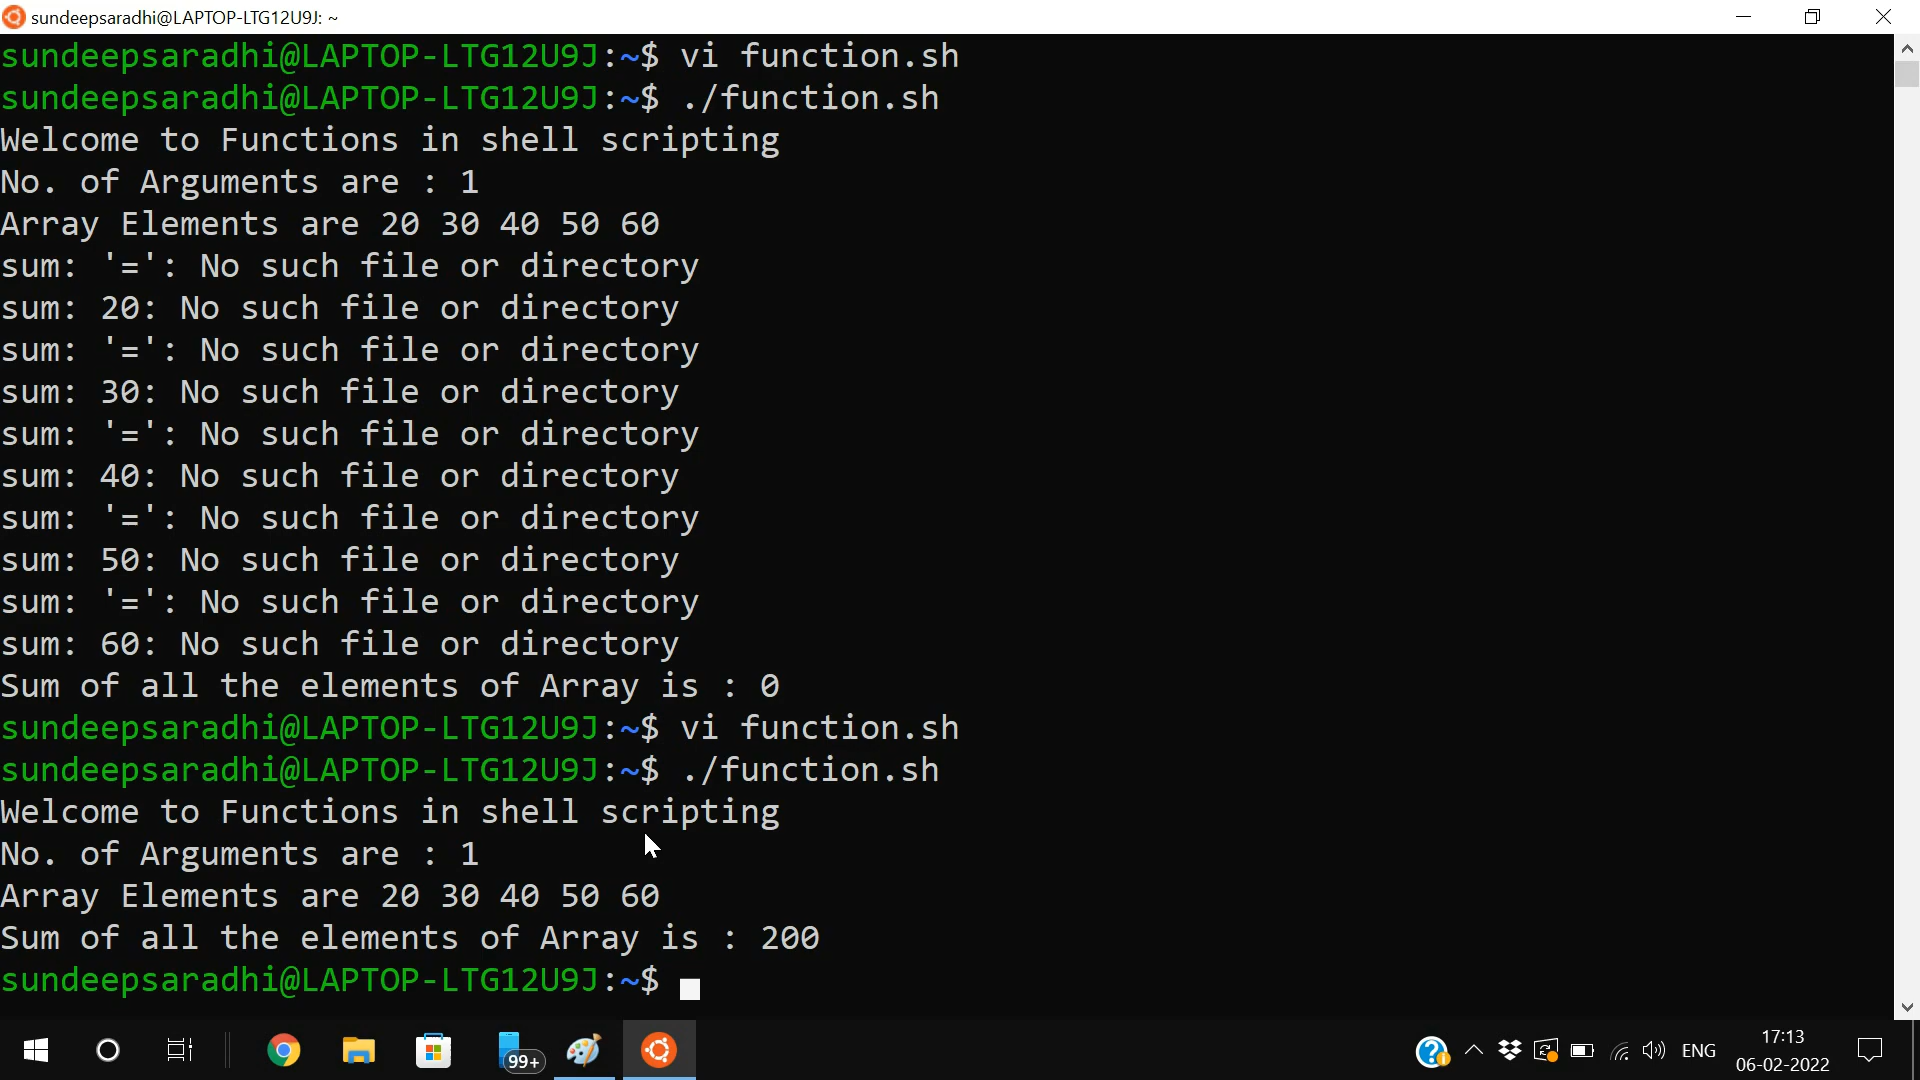 sundeepsaradhi@LAPTOP-LTG12U9J: ~
sundeepsaradhi@LAPTOP-LTG12U9J:~$ vi function.sh
sundeepsaradhi@LAPTOP-LTG12U9J:~$ ./function.sh
Welcome to Functions in shell scripting
No. of Arguments are : 1
Array Elements are 20 30 40 50 60
sum: '=': No such file or directory
sum: 20: No such file or directory
sum: '=': No such file or directory
sum: 30: No such file or directory
sum: '=': No such file or directory
sum: 40: No such file or directory
sum: '=': No such file or directory
sum: 50: No such file or directory
sum: '=': No such file or directory
sum: 60: No such file or directory
Sum of all the elements of Array is : 0
sundeepsaradhi@LAPTOP-LTG12U9J:~$ vi function.sh
sundeepsaradhi@LAPTOP-LTG12U9J:~$ ./function.sh
Welcome to Functions in shell scripting
No. of Arguments are : 1
Array Elements are 20 30 40 50 60
Sum of all the elements of Array is : 200
sundeepsaradhi@LAPTOP-LTG12U9J:~$
99+
ENG
17:13
06-02-2022